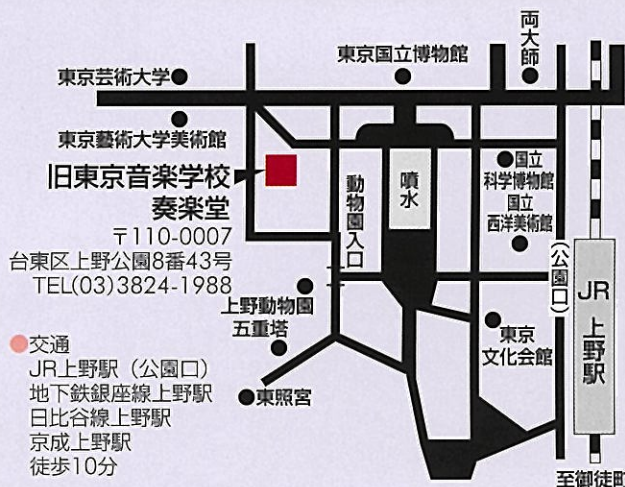 両大師
東京芸術大学
東京国立博物館
東京藝術大学美術館
旧東京音楽学校
奏楽堂
〒110-0007
台東区上野公園8番43号
TEL(03)3824-1988
動物園入口
噴水
国立
科学博物館
国立
西洋美術館
(公園口)
JR上野駅
上野動物園
五重塔
東京
文化会館
東照宮
●交通
JR上野駅（公園口）
地下鉄銀座線上野駅
日比谷線上野駅
京成上野駅
徒歩10分
至御徒町